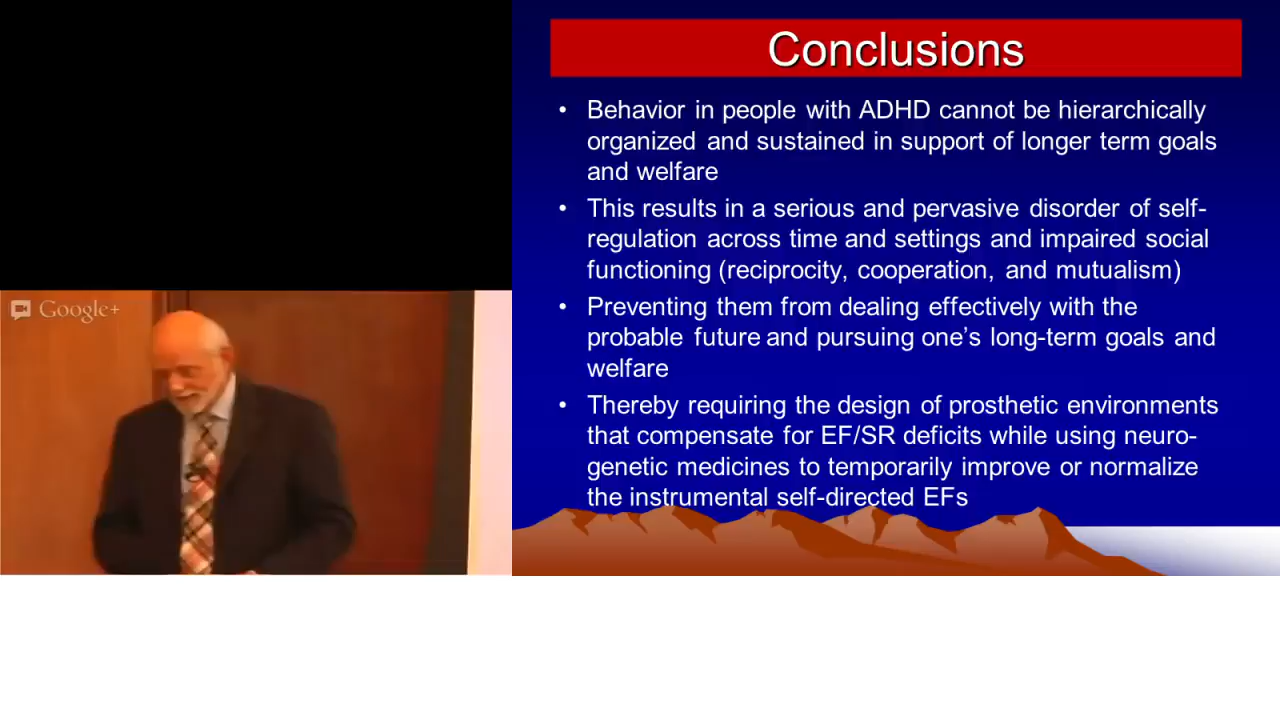 Conclusions
• Behavior in people with ADHD cannot be hierarchically
organized and sustained in support of longer term goals
and welfare
• This results in a serious and pervasive disorder of self-
regulation across time and settings and impaired social
functioning (reciprocity, cooperation, and mutualism)
• Preventing them from dealing effectively with the
probable future and pursuing one’s long-term goals and
welfare
• Thereby requiring the design of prosthetic environments
that compensate for EF/SR deficits while using neuro-
genetic medicines to temporarily improve or normalize
the instrumental self-directed EFs
Google+